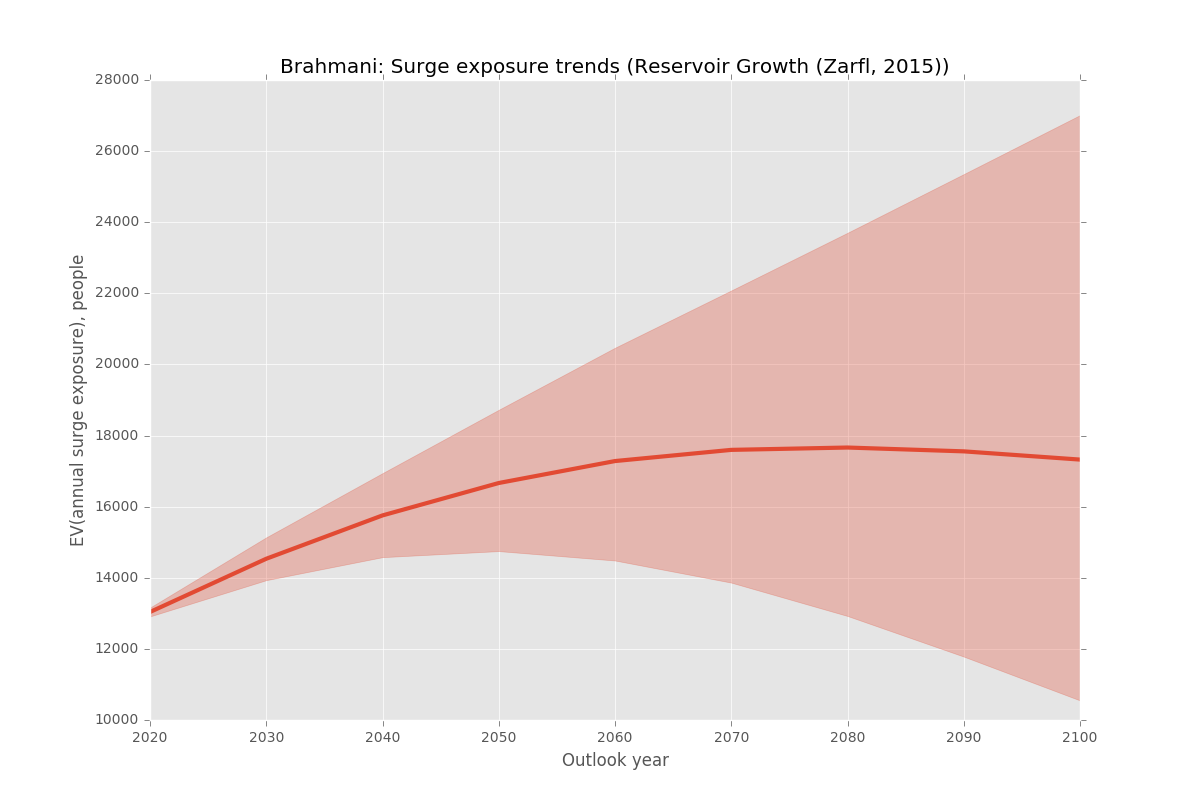 Brahmani: Surge exposure trends (Reservoir Growth (Zarfl, 2015))
28000
26000
24000
22000
20000
18000
16000
14000
12000
10000
EV(annual surge exposure), people
2020 2030 2040 2050 2060 2070 2080 2090 2100
Outlook year